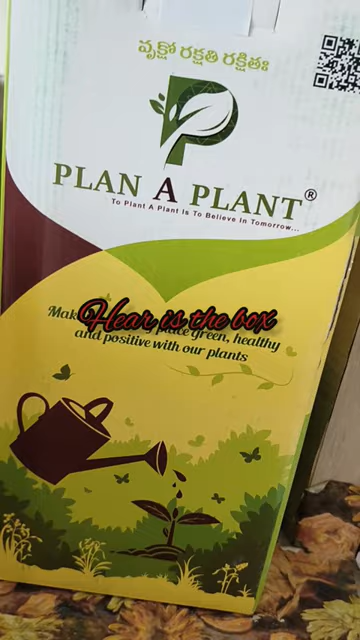 వృక్షో రక్షతి రక్షితః
PLAN A PLANT®
To Plant A Plant Is To Believe In Tomorrow...
Hear is the box
place green, healthy
and positive with our plants